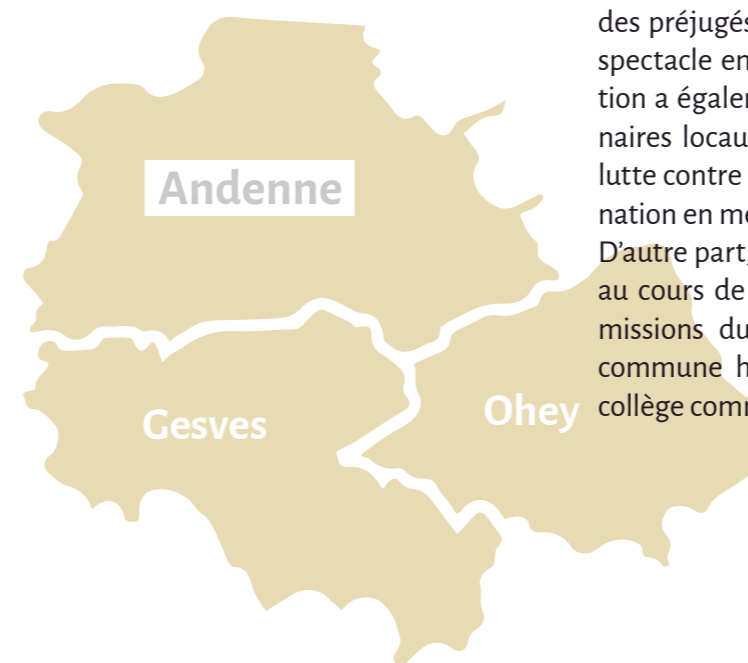 Andenne
Gesves
Ohey
des préjugés
spectacle en
tion a égaler
naires locau
lutte contre
nation en me
D'autre part,
au cours de
missions du
commune h
collège comm